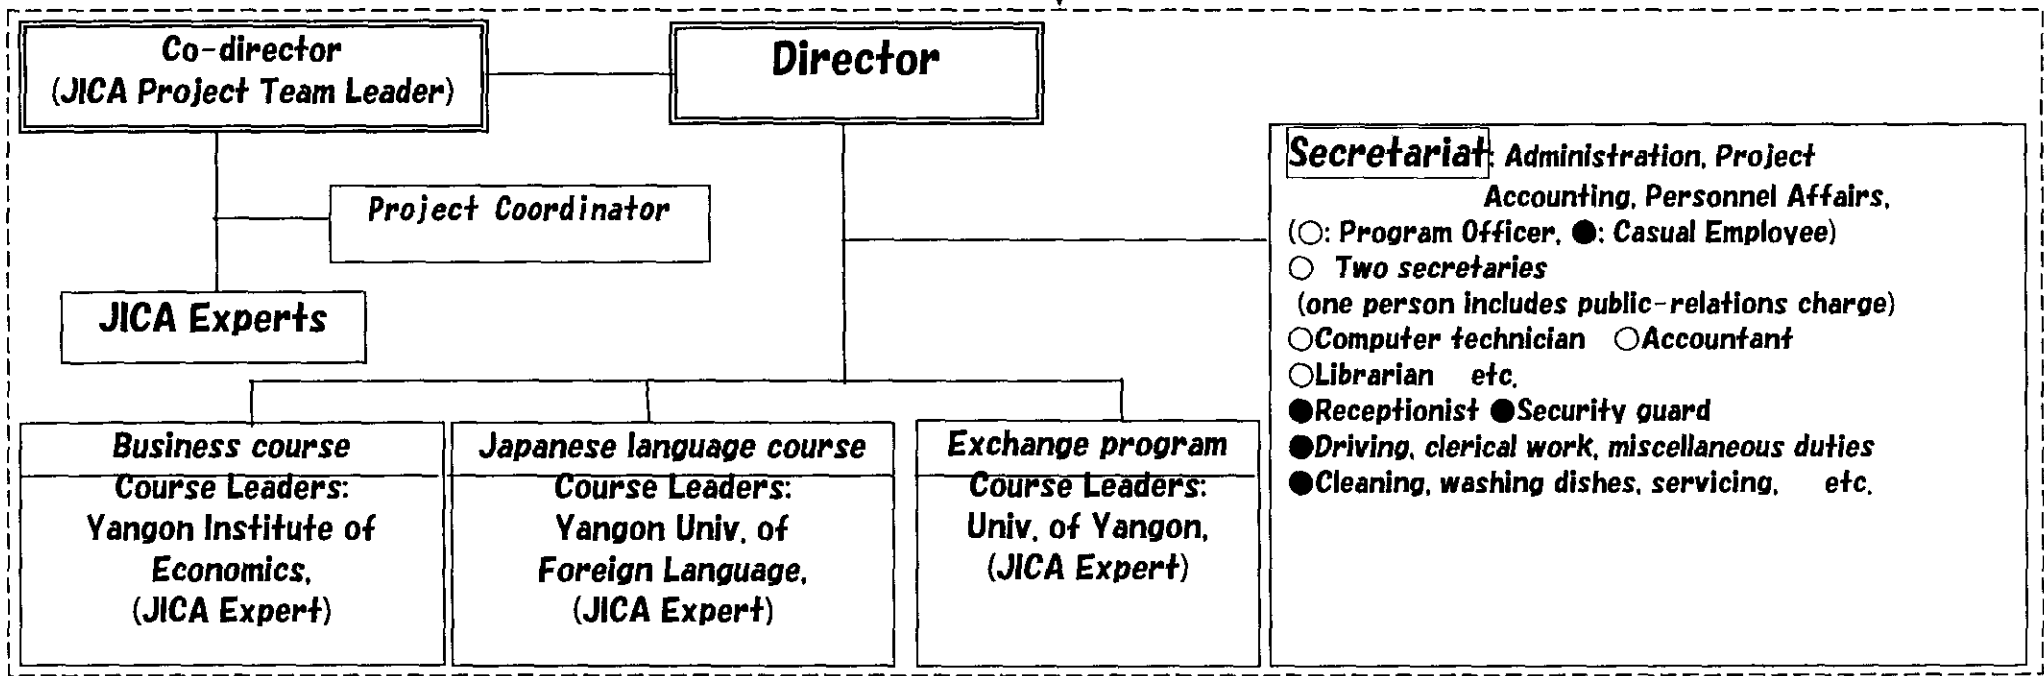 Co-director
(JICA Project Team Leader)
Director
Project Coordinator
JICA Experts
Secretariat: Administration, Project
Accounting, Personnel Affairs,
(○: Program Officer, ●: Casual Employee)
○ Two secretaries
(one person includes public-relations charge)
○Computer technician ○Accountant
○Librarian etc.
●Receptionist ●Security guard
●Driving, clerical work, miscellaneous duties
●Cleaning, washing dishes, servicing, etc.
Business course
Course Leaders:
Yangon Institute of
Economics,
(JICA Expert)
Japanese language course
Course Leaders:
Yangon Univ. of
Foreign Language,
(JICA Expert)
Exchange program
Course Leaders:
Univ. of Yangon,
(JICA Expert)